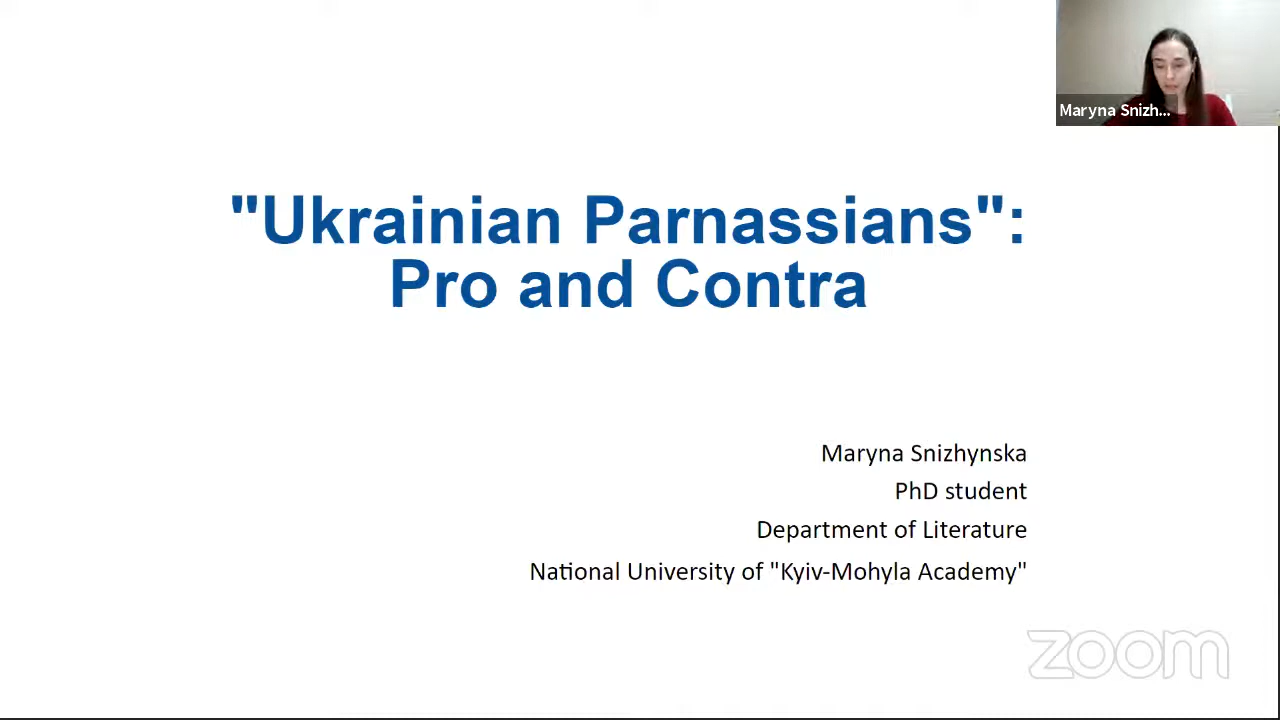 Maryna Snizh...
"Ukrainian Parnassians":
Pro and Contra
Maryna Snizhynska
PhD student
Department of Literature
National University of "Kyiv-Mohyla Academy"
zoom